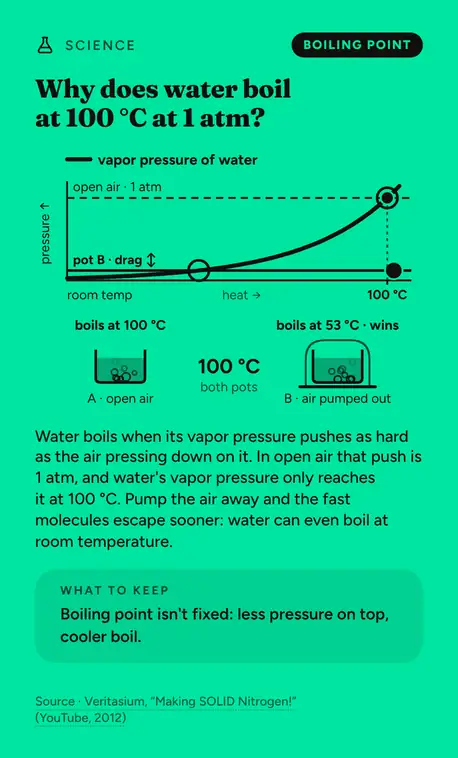 SCIENCE
BOILING POINT
Why does water boil
at 100 °C at 1 atm?
vapor pressure of water
open air · 1 atm
pressure →
pot B · drag ↕
room temp
heat →
100 °C
boils at 100 °C
boils at 53 °C · wins
100 °C
both pots
A · open air
B · air pumped out
Water boils when its vapor pressure pushes as hard
as the air pressing down on it. In open air that push is
1 atm, and water's vapor pressure only reaches
it at 100 °C. Pump the air away and the fast
molecules escape sooner: water can even boil at
room temperature.
WHAT TO KEEP
Boiling point isn't fixed: less pressure on top,
cooler boil.
Source · Veritasium, “Making SOLID Nitrogen!”
(YouTube, 2012)